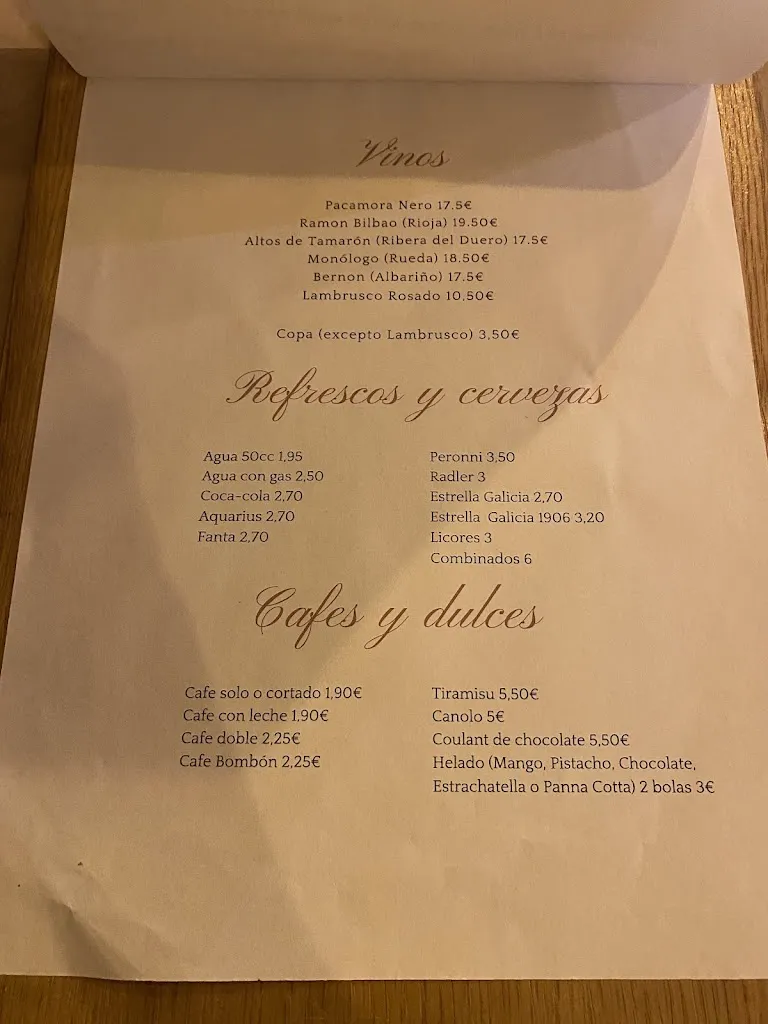 Vinos
Pacamora Nero 17.5€
Ramon Bilbao (Rioja) 19.50€
Altos de Tamarón (Ribera del Duero) 17.5€
Monólogo (Rueda) 18.50€
Bernon (Albariño) 17.5€
Lambrusco Rosado 10,50€
Copa (excepto Lambrusco) 3,50€
Refrescos y cervezas
Agua 50cc 1,95
Agua con gas 2,50
Coca-cola 2,70
Aquarius 2,70
Fanta 2,70
Peronni 3,50
Radler 3
Estrella Galicia 2,70
Estrella Galicia 1906 3,20
Licores 3
Combinados 6
Cafes y dulces
Cafe solo o cortado 1,90€
Cafe con leche 1,90€
Cafe doble 2,25€
Cafe Bombón 2,25€
Tiramisu 5,50€
Canolo 5€
Coulant de chocolate 5,50€
Helado (Mango, Pistacho, Chocolate,
Estrachatella o Panna Cotta) 2 bolas 3€